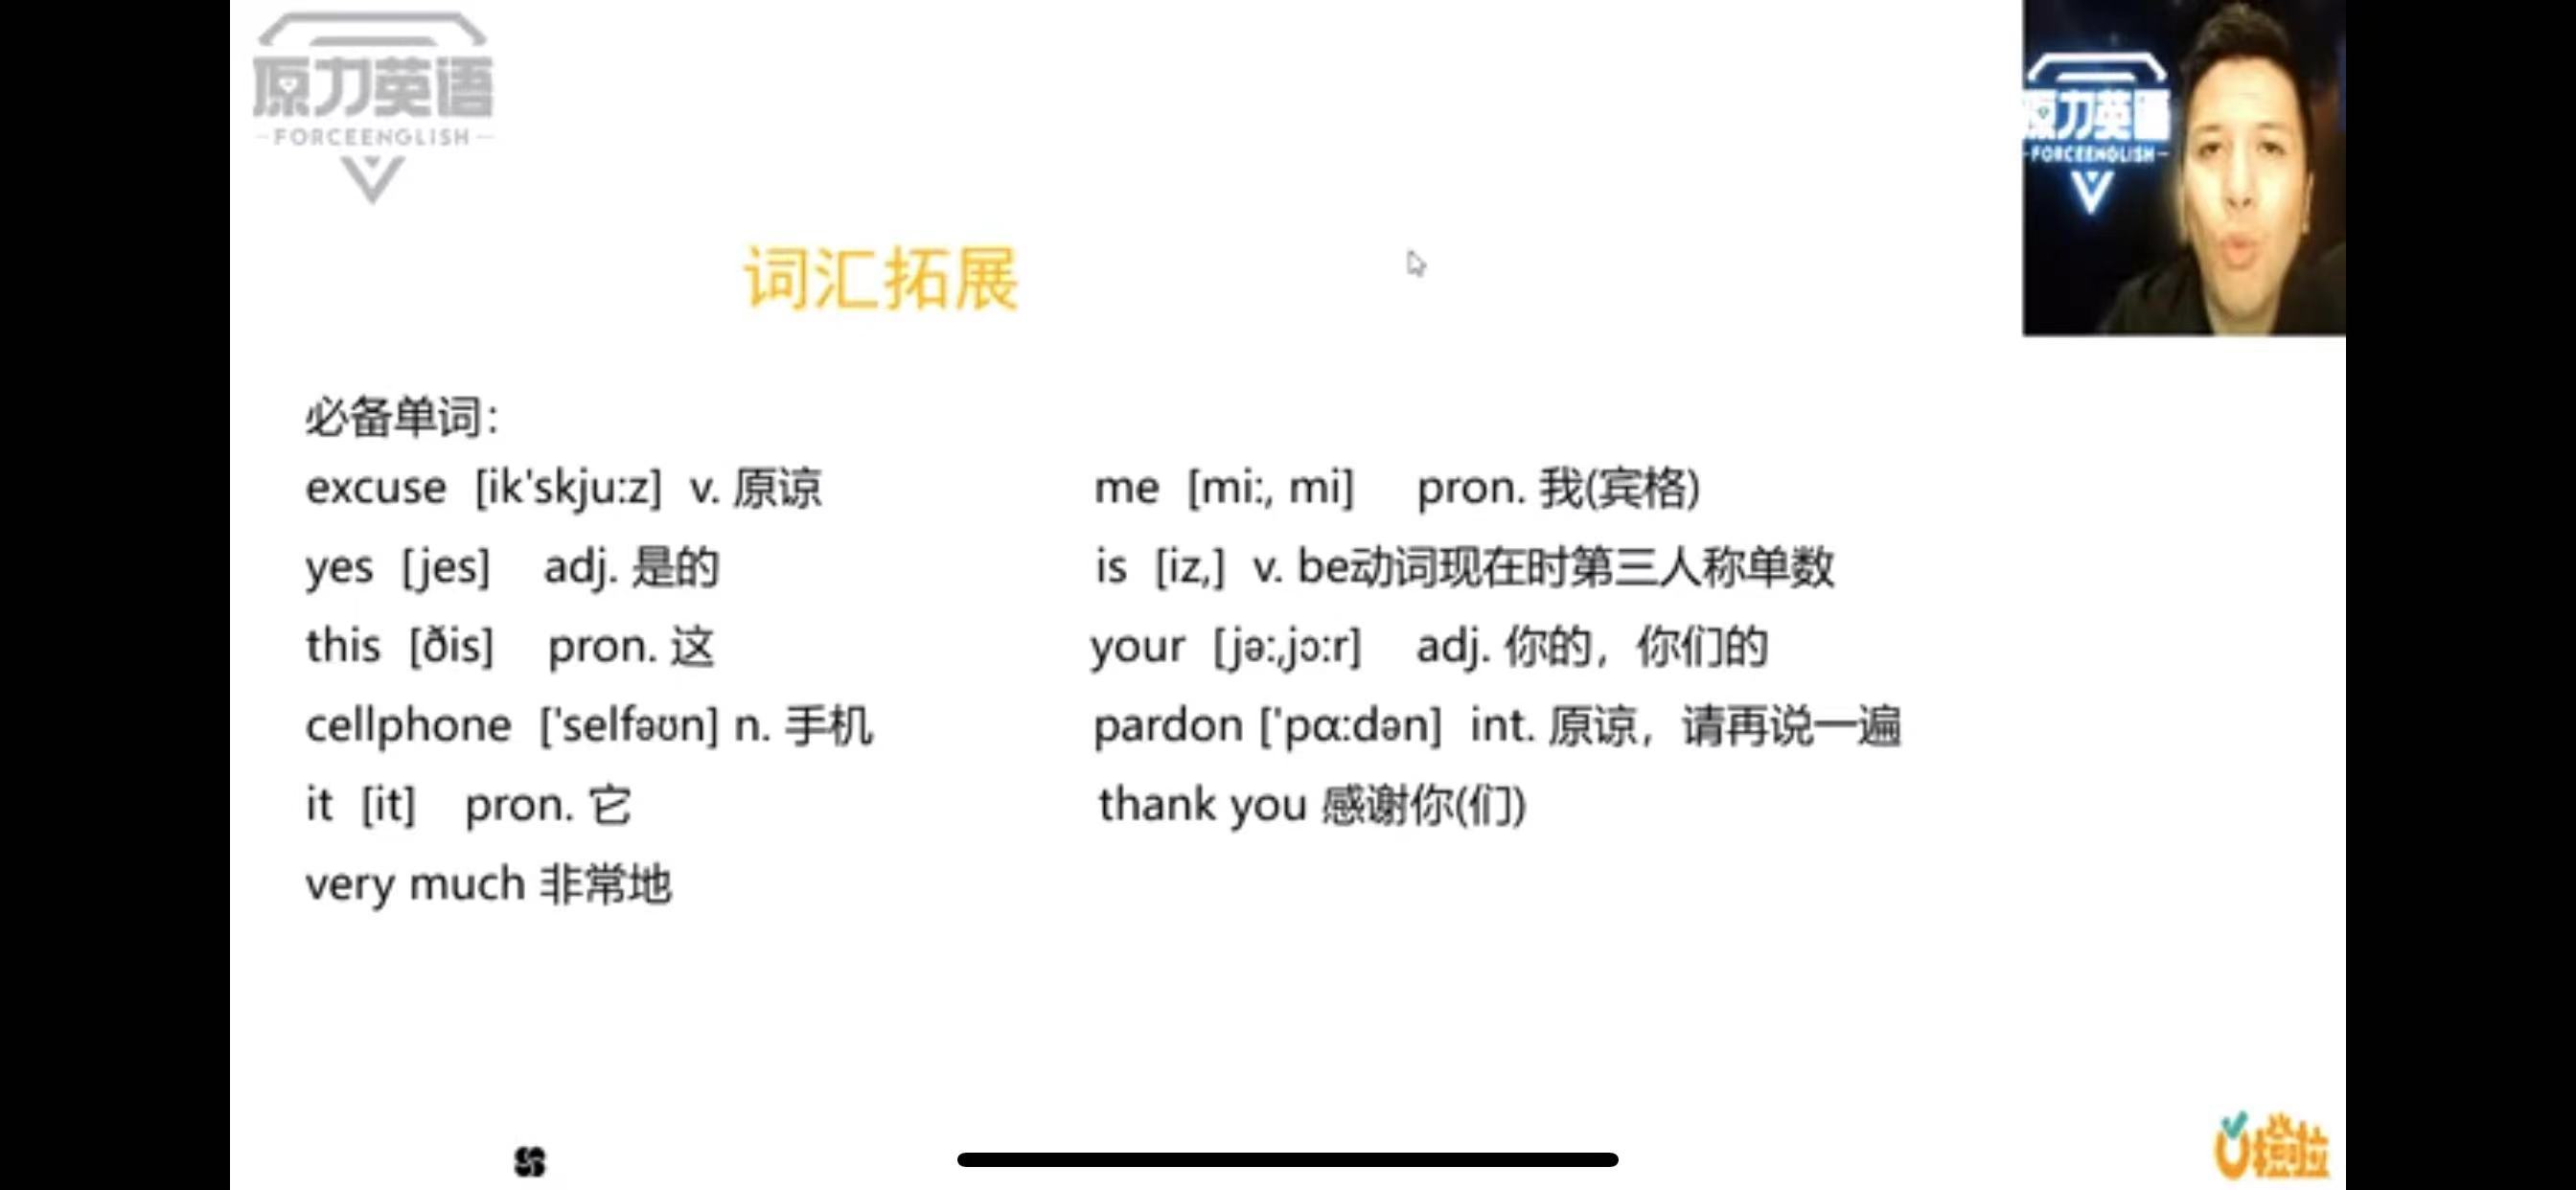 原力英语
FORCEENGLISH
原力英语
FORCEENGLISH
词汇拓展
必备单词:
excuse [ik'skju:z] v. 原谅
me [mi:, mi] pron. 我(宾格)
yes [jes] adj. 是的
is [iz,] v. be动词现在时第三人称单数
this [ðis] pron. 这
your [jə:,jɔ:r] adj. 你的，你们的
cellphone ['selfəʊn] n. 手机
pardon ['pɑ:dən] int. 原谅，请再说一遍
it [it] pron. 它
thank you 感谢你(们)
very much 非常地
橙啦